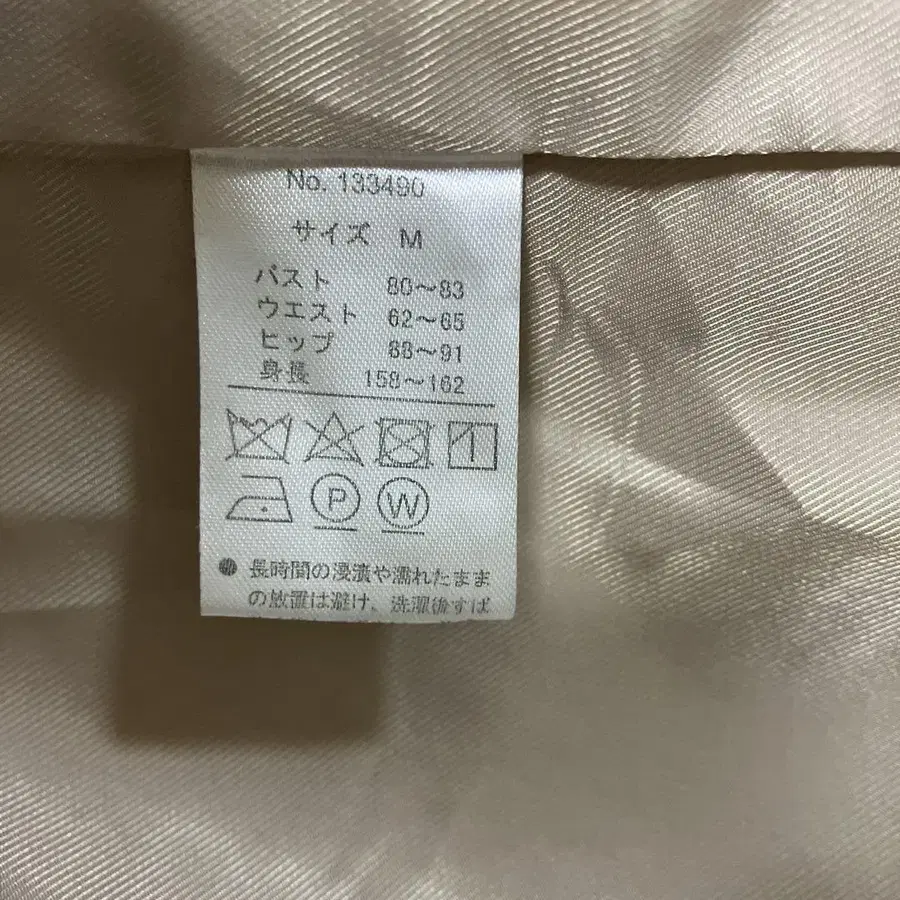 No. 133490
サイズ M
バスト 80～83
ウエスト 62～65
ヒップ 88～91
身長 158～162
P W
● 長時間の浸漬や濡れたまま
の放置は避け、洗濯後すば